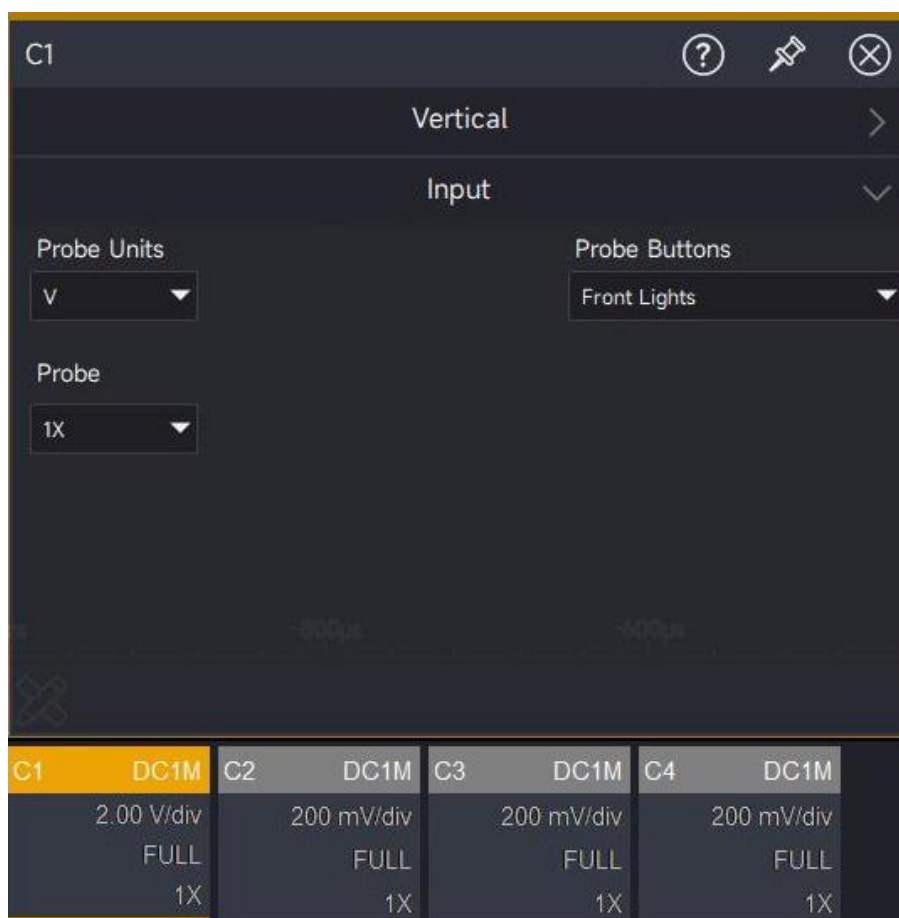 C1
Vertical
Input
Probe Units
Probe Buttons
V
Front Lights
Probe
1X
-800ps
C1 DC1M C2 DC1M C3 DC1M C4 DC1M
2.00 V/div 200 mV/div 200 mV/div 200 mV/div
FULL FULL FULL FULL
1X 1X 1X 1X